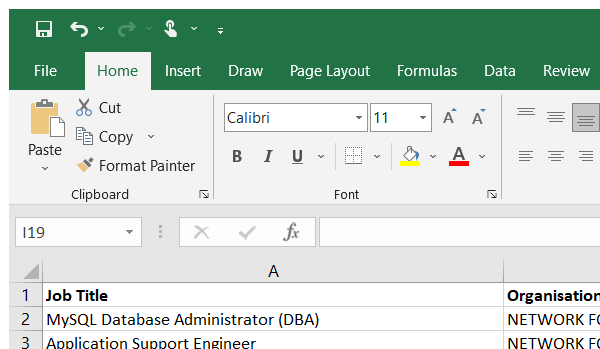 File Home Insert Draw Page Layout Formulas Data Review
Cut
Copy
Paste
Format Painter
Clipboard
Calibri 11 A A
B I U A
Font
I19 fx
A
1 Job Title Organisation
2 MySQL Database Administrator (DBA) NETWORK FO
3 Application Support Engineer NETWORK FO